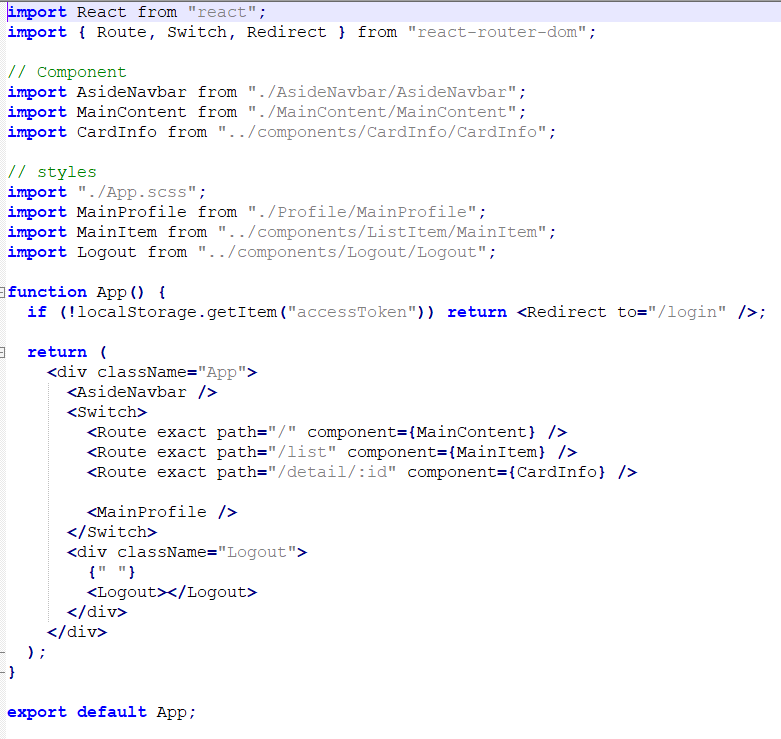 import React from "react";
import { Route, Switch, Redirect } from "react-router-dom";

// Component
import AsideNavbar from "./AsideNavbar/AsideNavbar";
import MainContent from "./MainContent/MainContent";
import CardInfo from "../components/CardInfo/CardInfo";

// styles
import "./App.scss";
import MainProfile from "./Profile/MainProfile";
import MainItem from "../components/ListItem/MainItem";
import Logout from "../components/Logout/Logout";

function App() {
  if (!localStorage.getItem("accessToken")) return <Redirect to="/login" />;

  return (
    <div className="App">
      <AsideNavbar />
      <Switch>
        <Route exact path="/" component={MainContent} />
        <Route exact path="/list" component={MainItem} />
        <Route exact path="/detail/:id" component={CardInfo} />

        <MainProfile />
      </Switch>
      <div className="Logout">
        {" "}
        <Logout></Logout>
      </div>
    </div>
  );
}

export default App;